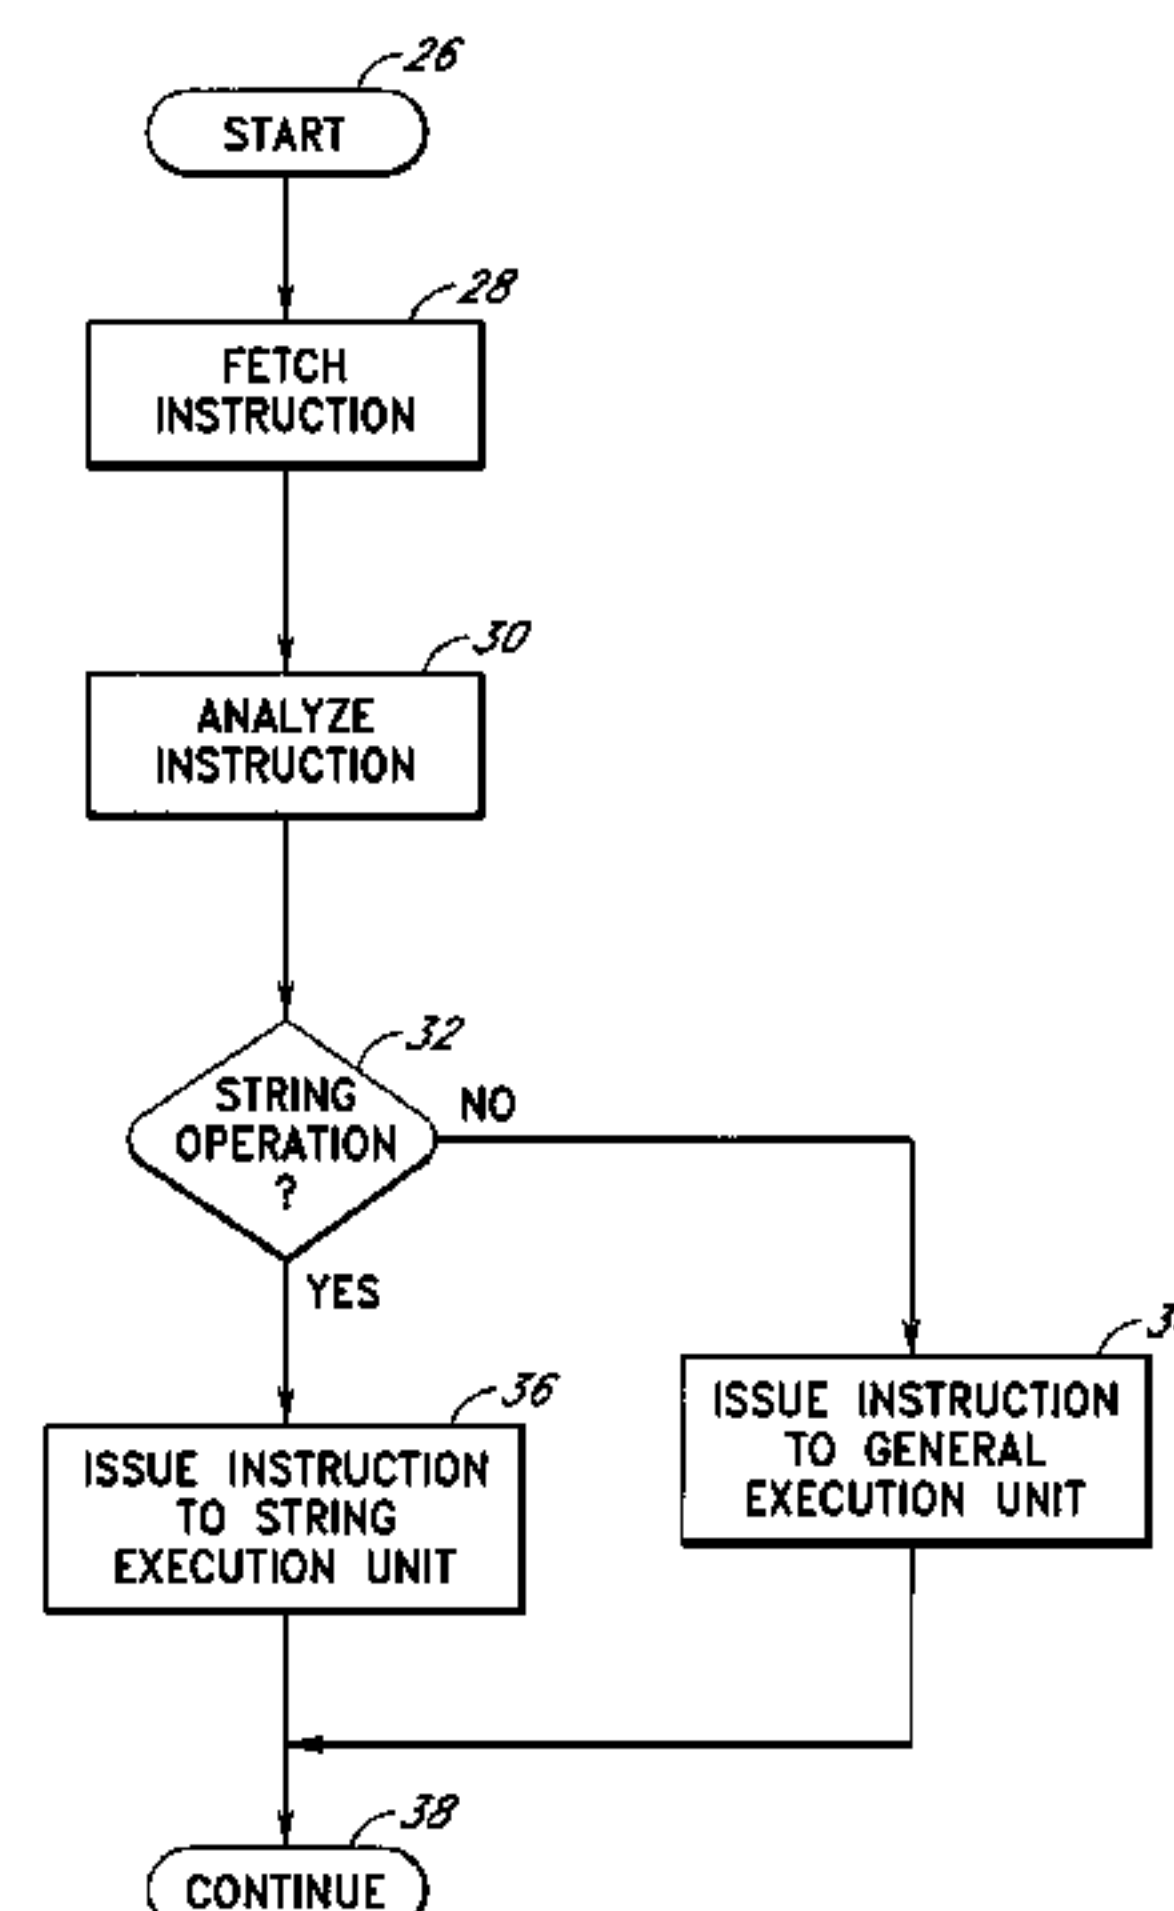 26
START
28
FETCH
INSTRUCTION
30
ANALYZE
INSTRUCTION
32
STRING
OPERATION
?
NO
YES
36
ISSUE INSTRUCTION
TO STRING
EXECUTION UNIT
ISSUE INSTRUCTION
TO GENERAL
EXECUTION UNIT
38
CONTINUE